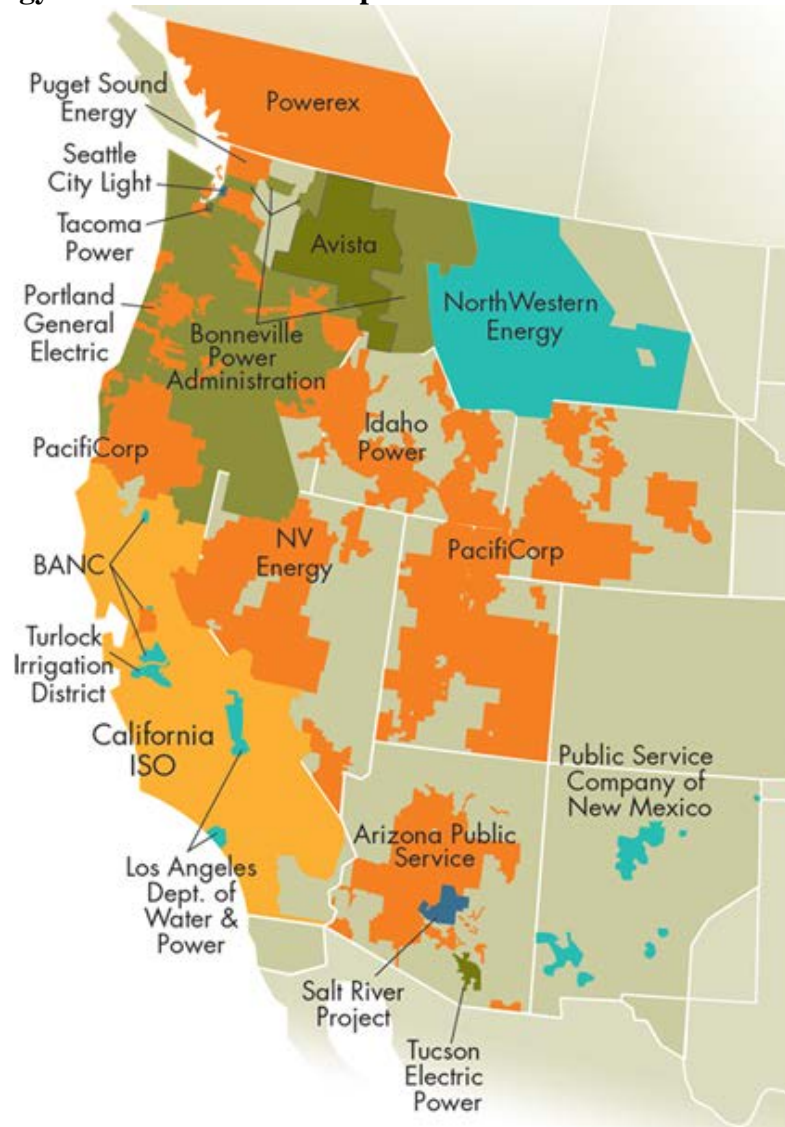 Powerex
Puget Sound
Energy
Seattle
City Light
Tacoma
Power
Avista
Portland
General
Electric
NorthWestern
Energy
Bonneville
Power
Administration
Idaho
Power
PacifiCorp
NV
Energy
PacifiCorp
BANC
Turlock
Irrigation
District
California
ISO
Public Service
Company of
New Mexico
Arizona Public
Service
Los Angeles
Dept. of
Water &
Power
Salt River
Project
Tucson
Electric
Power